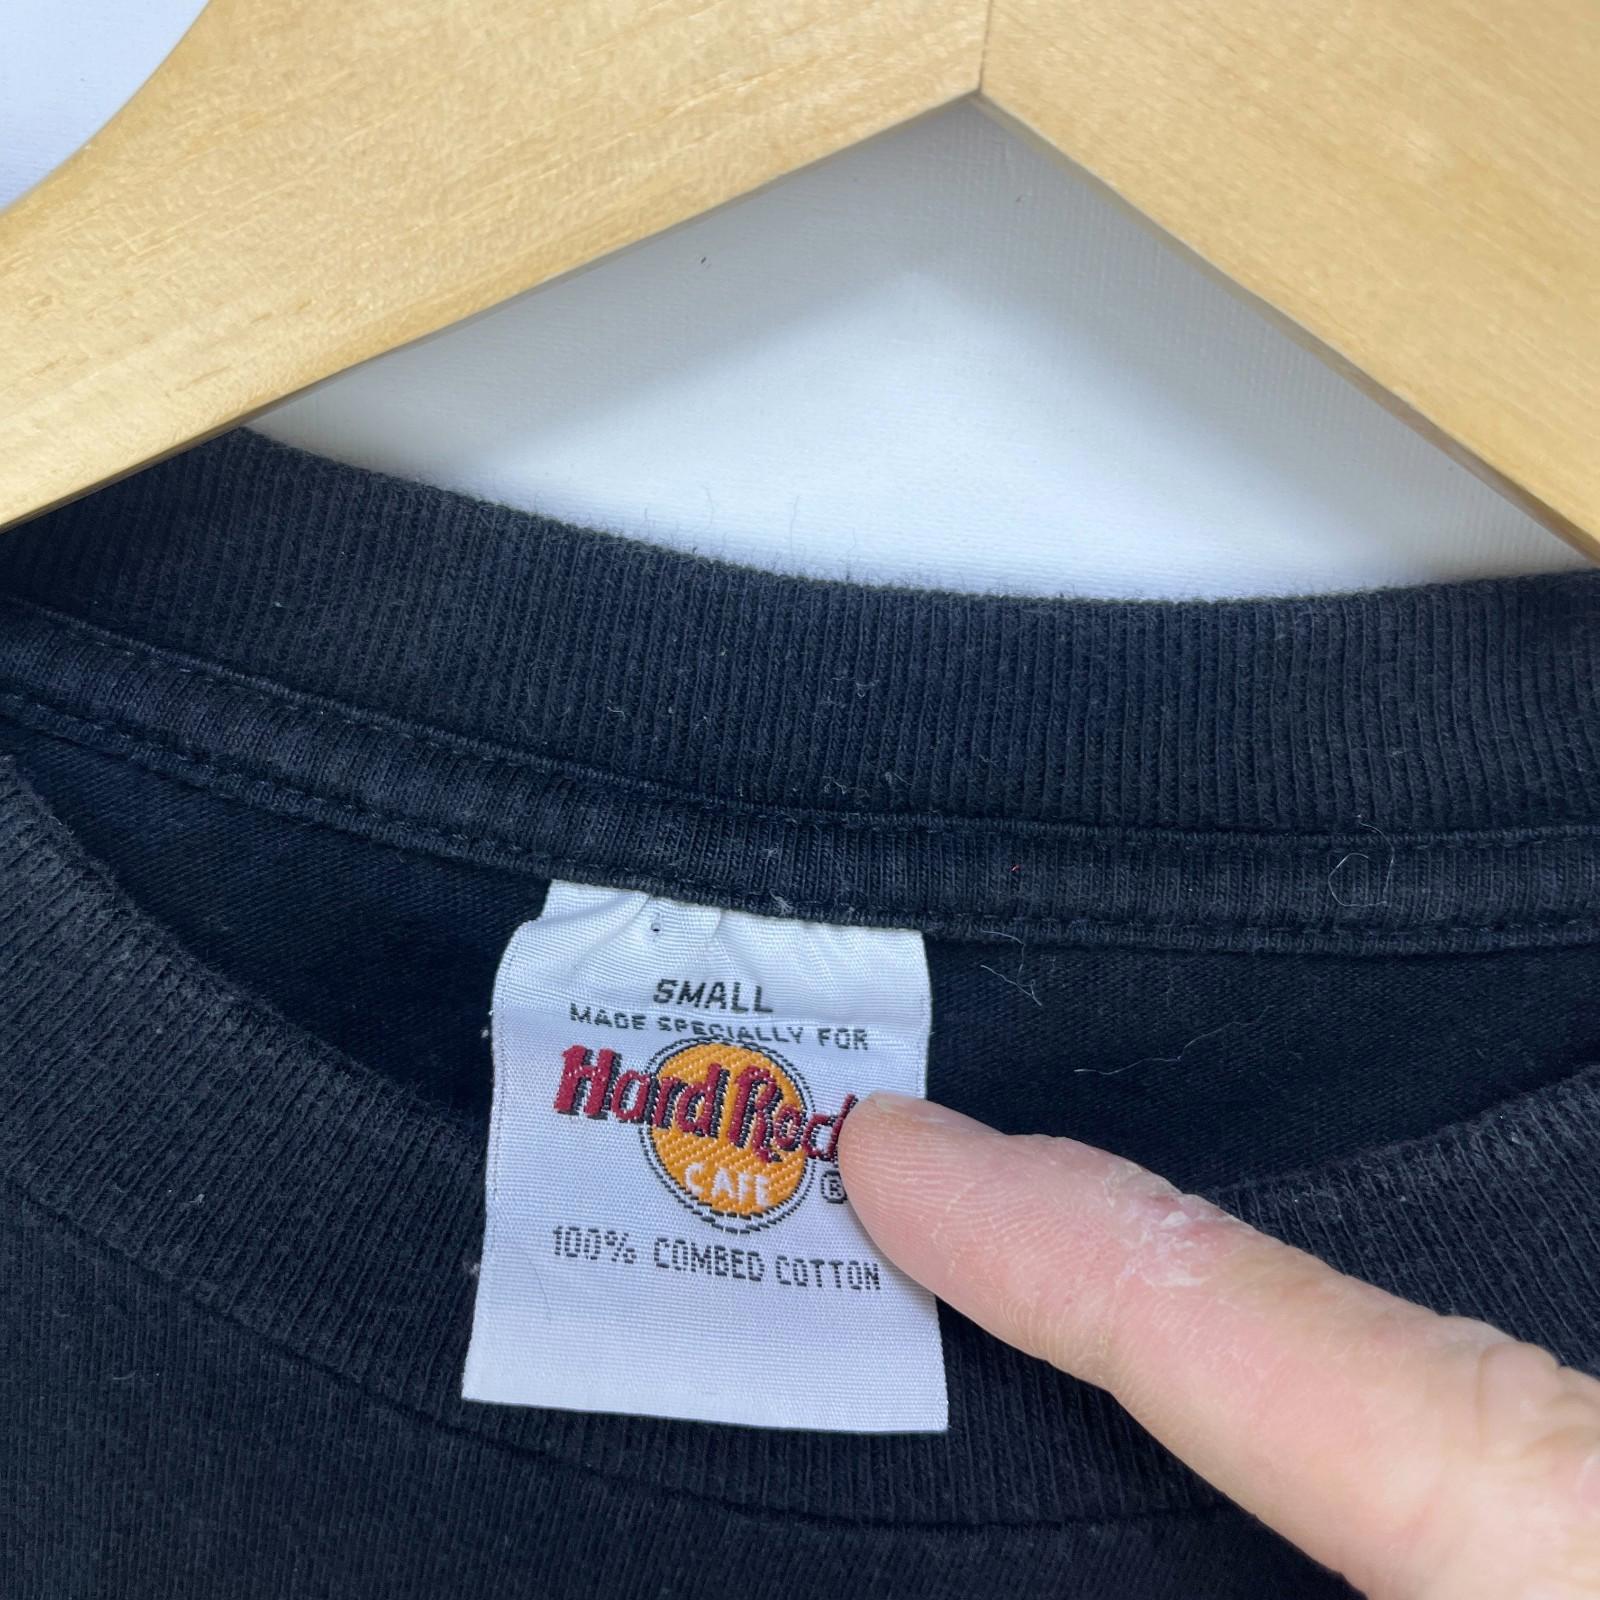 SMALL
MADE SPECIALLY FOR
Hard Rock
CAFE
®
100% COMBED COTTON